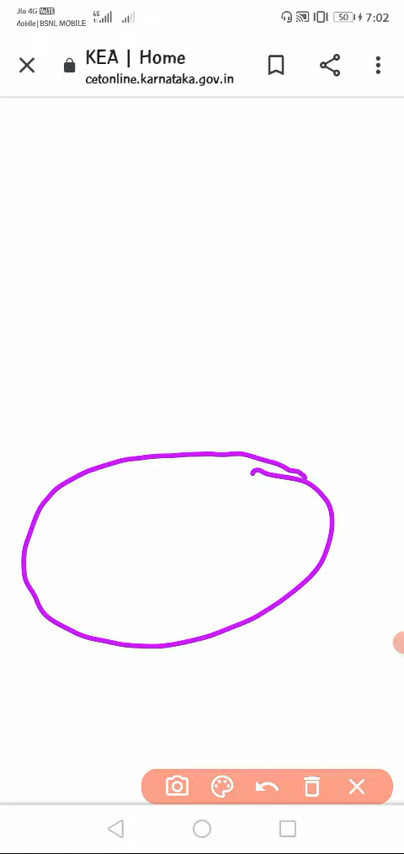 Jio 4G VoLTE
Mobile| BSNL MOBILE
4G
50
7:02
KEA | Home
cetonline.karnataka.gov.in